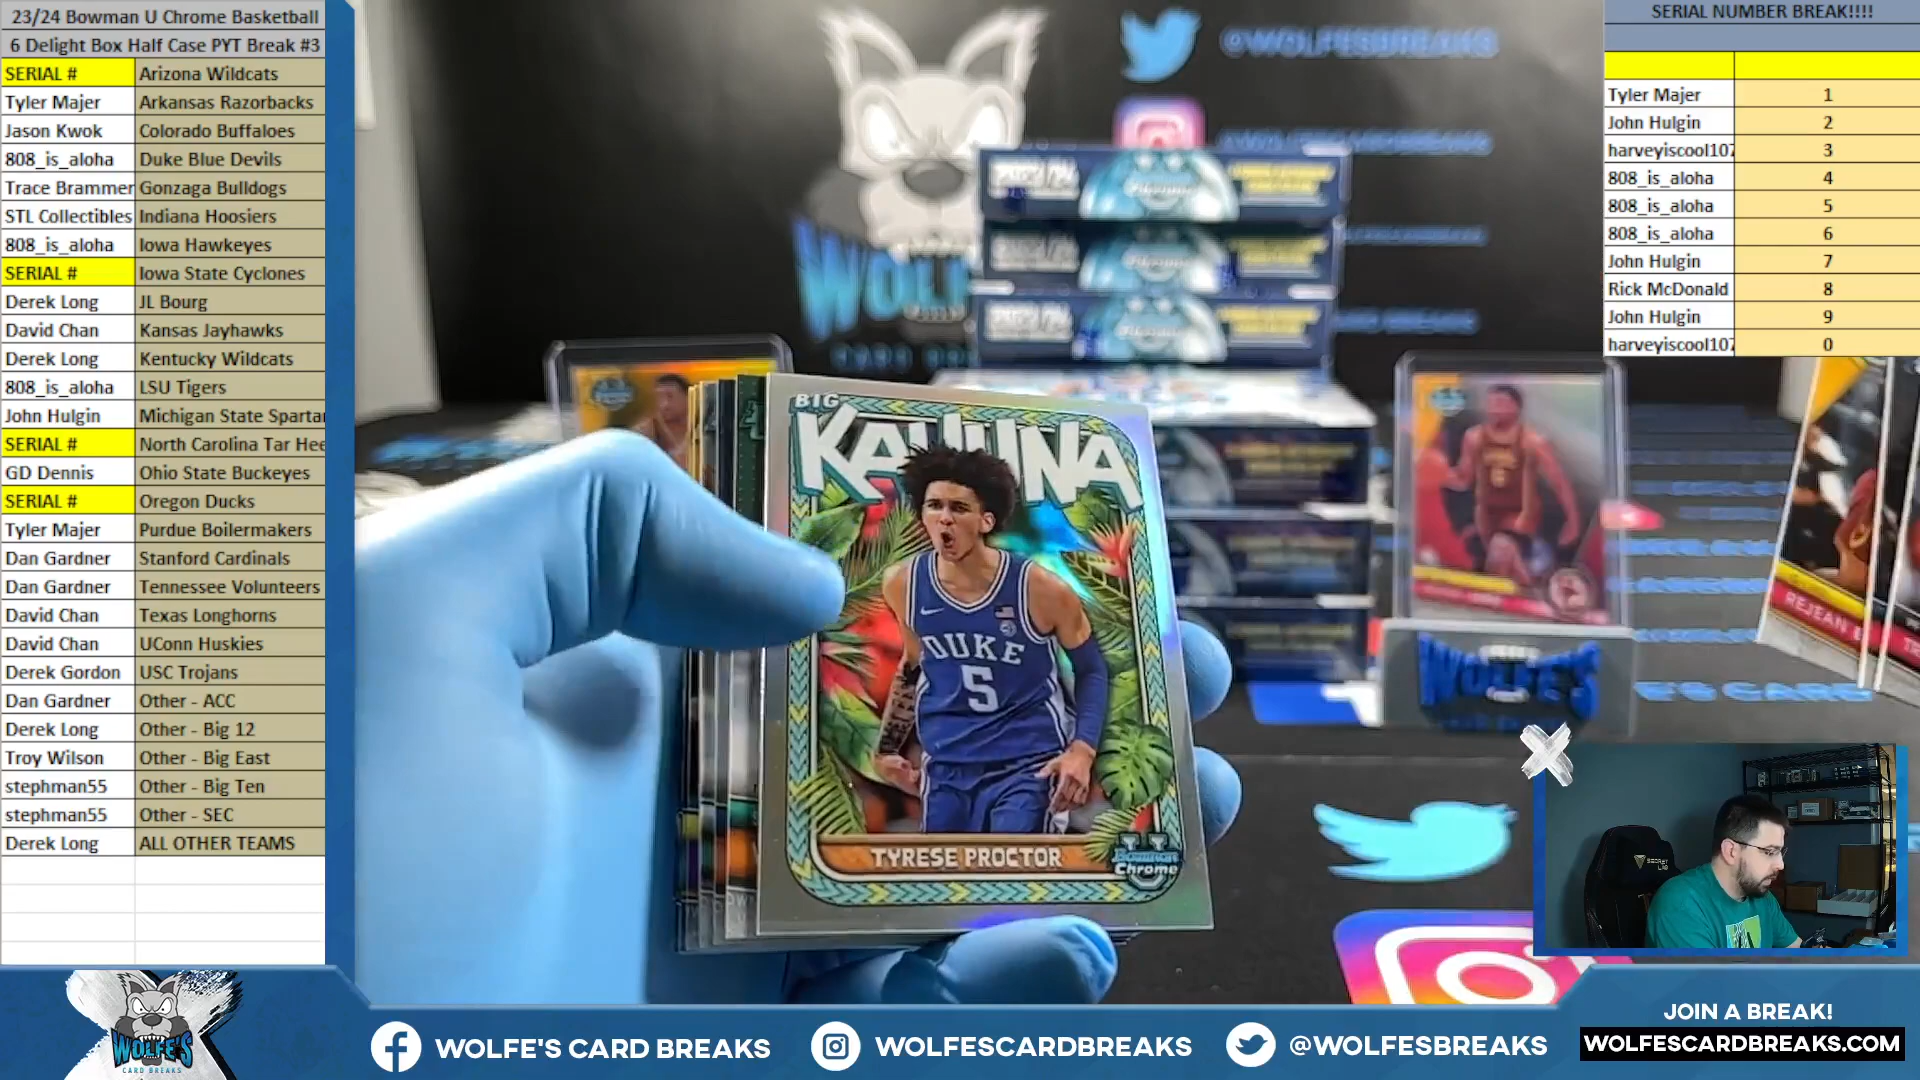 23/24 Bowman U Chrome Basketball
6 Delight Box Half Case PYT Break #3
SERIAL # Arizona Wildcats
Tyler Majer Arkansas Razorbacks
Jason Kwok Colorado Buffaloes
808_is_aloha Duke Blue Devils
Trace Brammer Gonzaga Bulldogs
STL Collectibles Indiana Hoosiers
808_is_aloha Iowa Hawkeyes
SERIAL # Iowa State Cyclones
Derek Long JL Bourg
David Chan Kansas Jayhawks
Derek Long Kentucky Wildcats
808_is_aloha LSU Tigers
John Hulgin Michigan State Sparta
SERIAL # North Carolina Tar Hee
GD Dennis Ohio State Buckeyes
SERIAL # Oregon Ducks
Tyler Majer Purdue Boilermakers
Dan Gardner Stanford Cardinals
Dan Gardner Tennessee Volunteers
David Chan Texas Longhorns
David Chan UConn Huskies
Derek Gordon USC Trojans
Dan Gardner Other - ACC
Derek Long Other - Big 12
Troy Wilson Other - Big East
stephman55 Other - Big Ten
stephman55 Other - SEC
Derek Long ALL OTHER TEAMS
@WOLFESBREAKS
WOLFE'S
BIG
KAHUNA
DUKE
5
TYRESE PROCTOR
Bowman
Chrome
REJEAN
WOLFE'S
SERIAL NUMBER BREAK!!!!
Tyler Majer 1
John Hulgin 2
harveyiscool107 3
808_is_aloha 4
808_is_aloha 5
808_is_aloha 6
John Hulgin 7
Rick McDonald 8
John Hulgin 9
harveyiscool107 0
WOLFE'S
CARD BREAKS
WOLFE'S CARD BREAKS
WOLFESCARDBREAKS
@WOLFESBREAKS
JOIN A BREAK!
WOLFESCARDBREAKS.COM